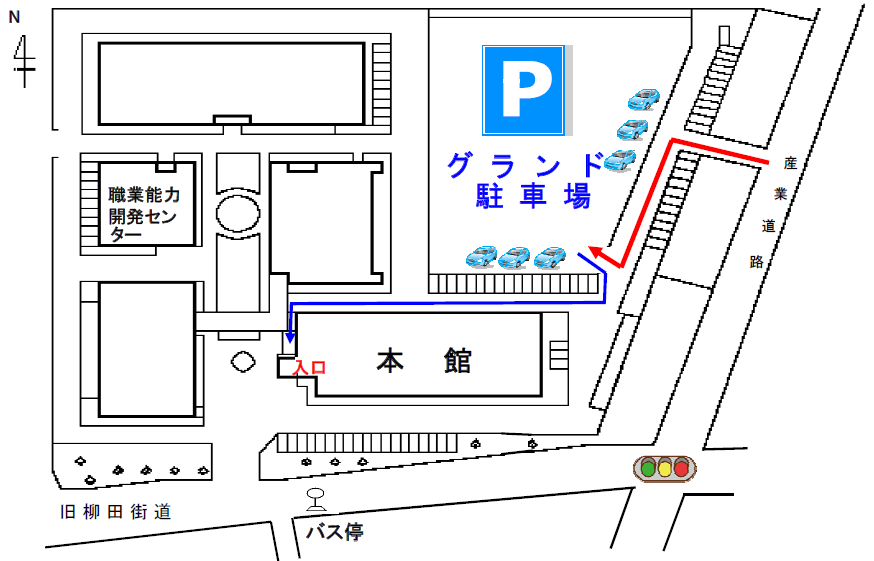 N
P
グランド
駐車場
産業道路
職業能力
開発セン
ター
本館
入口
旧柳田街道
バス停